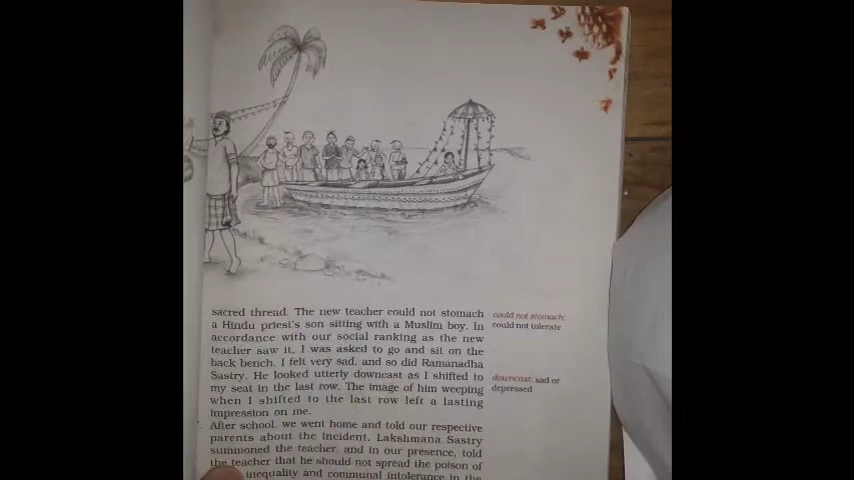 sacred thread. The new teacher could not stomach
a Hindu priest's son sitting with a Muslim boy. In
accordance with our social ranking as the new
teacher saw it, I was asked to go and sit on the
back bench. I felt very sad, and so did Ramanadha
Sastry. He looked utterly downcast as I shifted to
my seat in the last row. The image of him weeping
when I shifted to the last row left a lasting
impression on me.
After school, we went home and told our respective
parents about the incident. Lakshmana Sastry
summoned the teacher, and in our presence, told
the teacher that he should not spread the poison of
inequality and communal intolerance in the
could not stomach:
could not tolerate
downcast: sad or
depressed